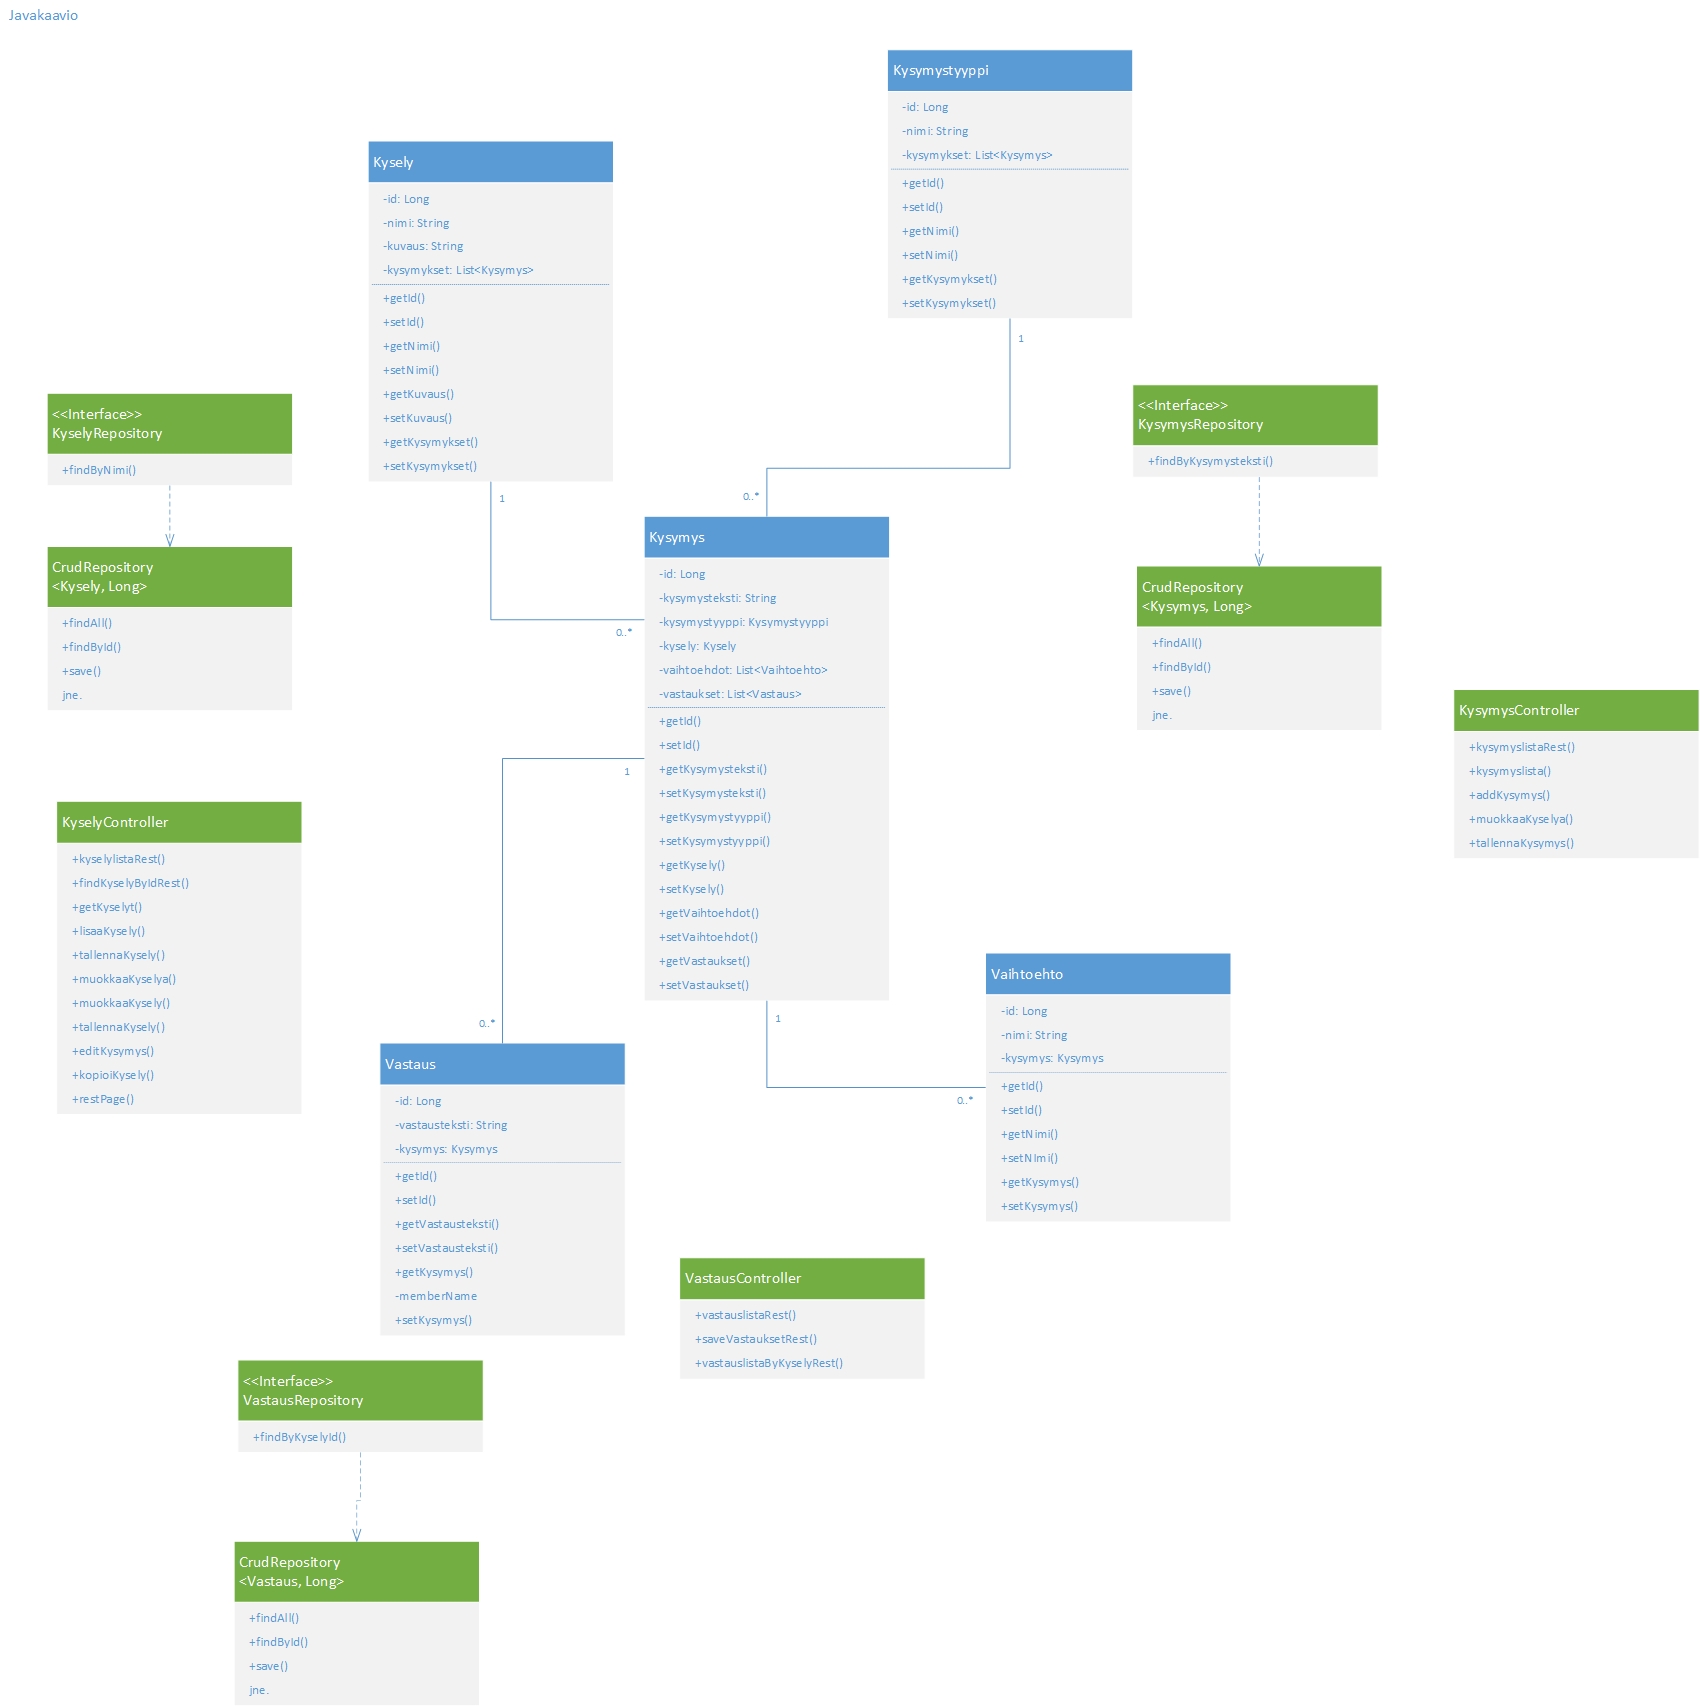 Javakaavio
Kysymystyyppi
-id: Long
-nimi: String
-kysymykset: List<Kysymys>
+getId()
+setId()
+getNimi()
+setNimi()
+getKysymykset()
+setKysymykset()
1
0..*
Kysely
-id: Long
-nimi: String
-kuvaus: String
-kysymykset: List<Kysymys>
+getId()
+setId()
+getNimi()
+setNimi()
+getKuvaus()
+setKuvaus()
+getKysymykset()
+setKysymykset()
1
0..*
<<Interface>>
KyselyRepository
+findByNimi()
CrudRepository
<Kysely, Long>
+findAll()
+findById()
+save()
jne.
<<Interface>>
KysymysRepository
+findByKysymysteksti()
CrudRepository
<Kysymys, Long>
+findAll()
+findById()
+save()
jne.
Kysymys
-id: Long
-kysymysteksti: String
-kysymystyyppi: Kysymystyyppi
-kysely: Kysely
-vaihtoehdot: List<Vaihtoehto>
-vastaukset: List<Vastaus>
+getId()
+setId()
+getKysymysteksti()
+setKysymysteksti()
+getKysymystyyppi()
+setKysymystyyppi()
+getKysely()
+setKysely()
+getVaihtoehdot()
+setVaihtoehdot()
+getVastaukset()
+setVastaukset()
1
0..*
1
0..*
KysymysController
+kysymyslistaRest()
+kysymyslista()
+addKysymys()
+muokkaaKyselya()
+tallennaKysymys()
KyselyController
+kyselylistaRest()
+findKyselyByIdRest()
+getKyselyt()
+lisaaKysely()
+tallennaKysely()
+muokkaaKyselya()
+muokkaaKysely()
+tallennaKysely()
+editKysymys()
+kopioiKysely()
+restPage()
Vaihtoehto
-id: Long
-nimi: String
-kysymys: Kysymys
+getId()
+setId()
+getNimi()
+setNImi()
+getKysymys()
+setKysymys()
Vastaus
-id: Long
-vastausteksti: String
-kysymys: Kysymys
+getId()
+setId()
+getVastausteksti()
+setVastausteksti()
+getKysymys()
-memberName
+setKysymys()
VastausController
+vastauslistaRest()
+saveVastauksetRest()
+vastauslistaByKyselyRest()
<<Interface>>
VastausRepository
+findByKyselyId()
CrudRepository
<Vastaus, Long>
+findAll()
+findById()
+save()
jne.